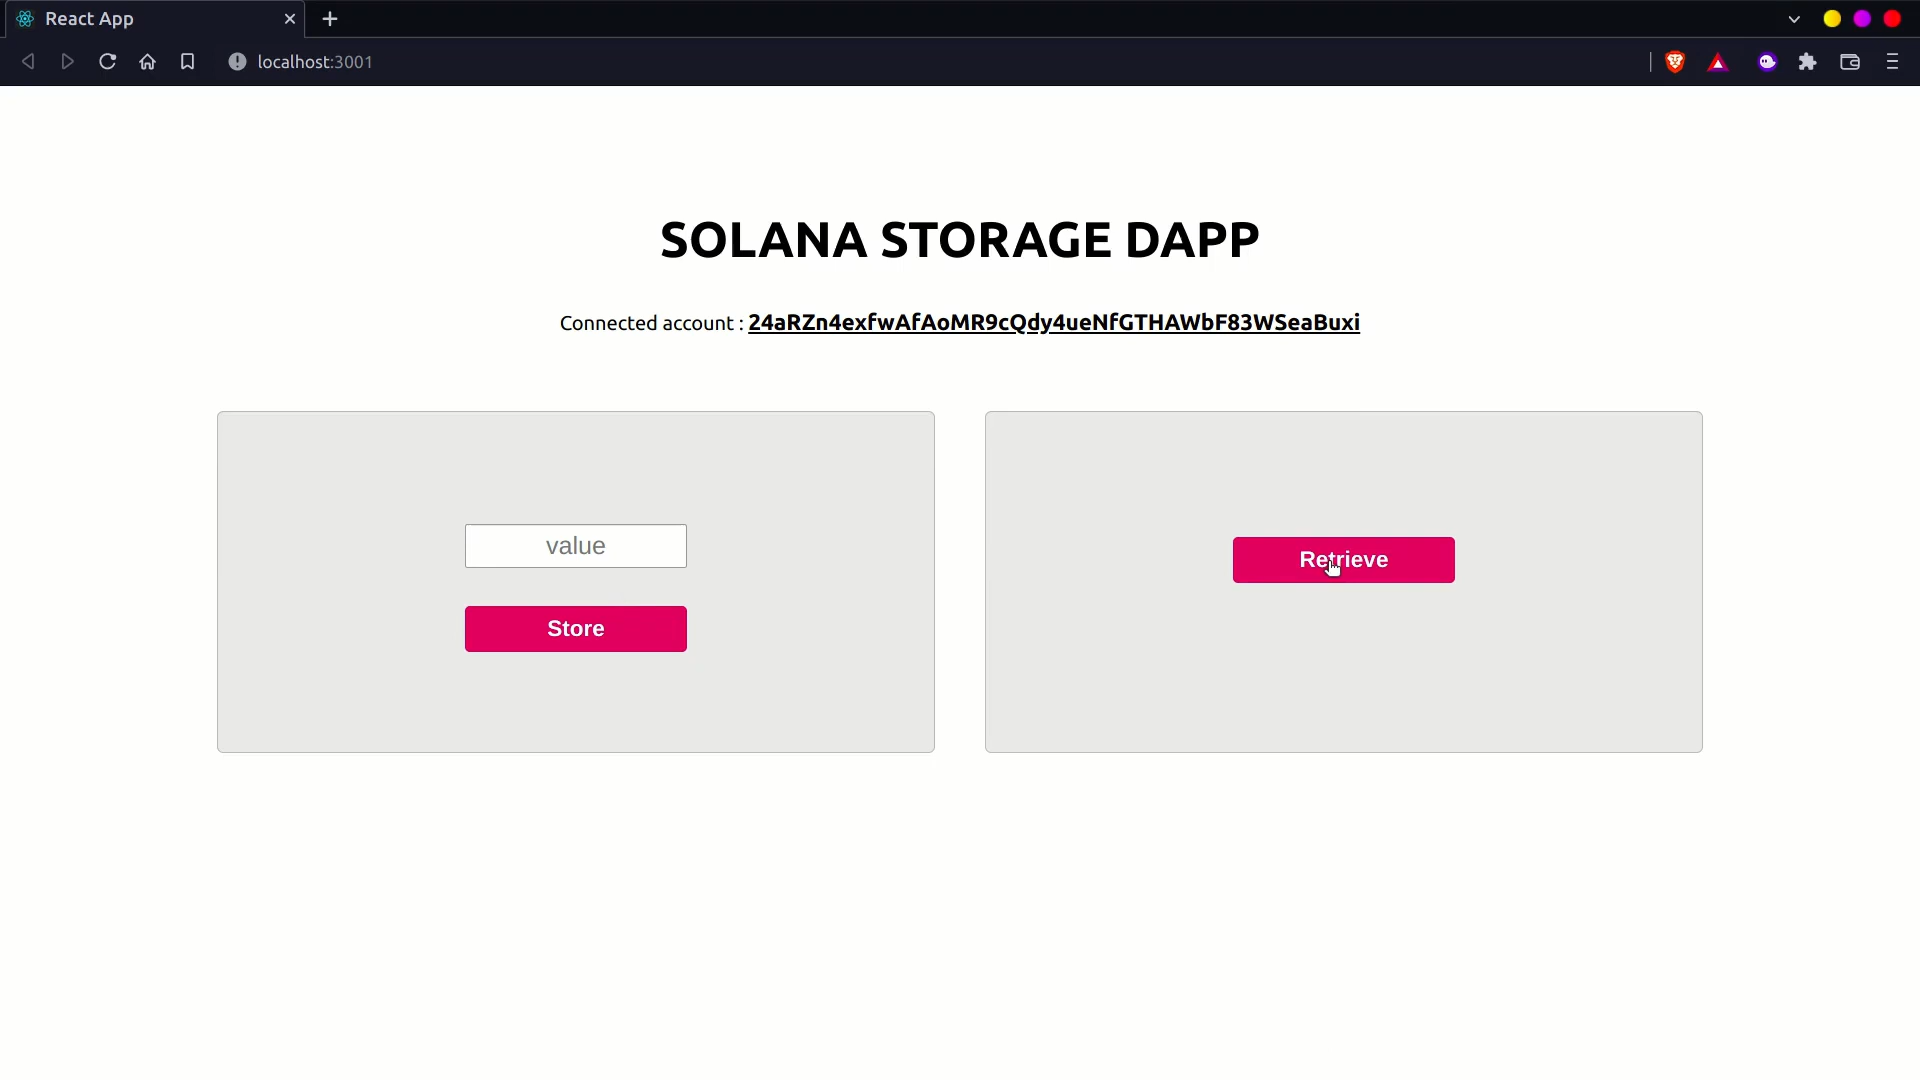 React App
localhost:3001
SOLANA STORAGE DAPP
Connected account : 24aRZn4exfwAfAoMR9cQdy4ueNfGTHAWbF83WSeaBuxi
value
Store
Retrieve